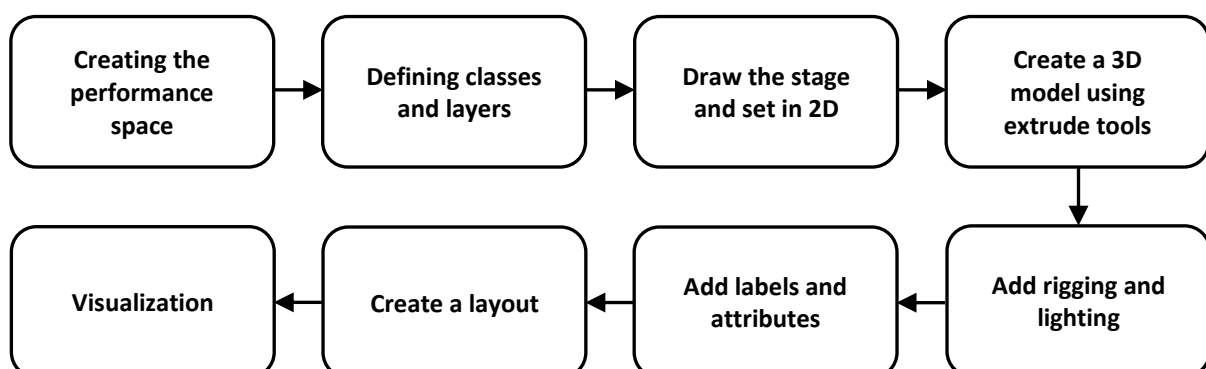 Creating the
performance
space
Defining classes
and layers
Draw the stage
and set in 2D
Create a 3D
model using
extrude tools
Add rigging and
lighting
Add labels and
attributes
Create a layout
Visualization